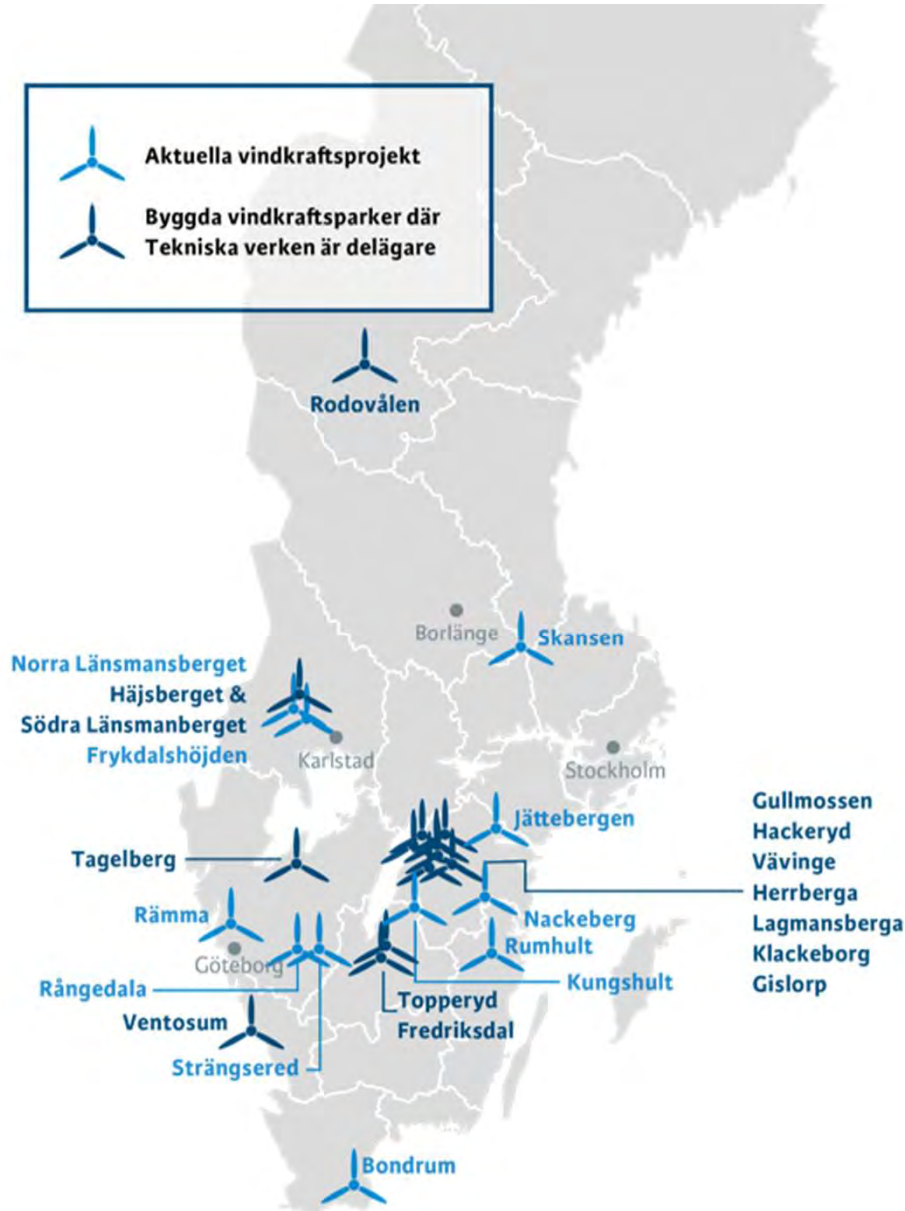 Aktuella vindkraftsprojekt
Byggda vindkraftsparker där
Tekniska verken är delägare
Rodovålen
Borlänge
Skansen
Norra Länsmansberget
Häjsberget &
Södra Länsmanberget
Frykdalshöjden
Karlstad
Stockholm
Jättebergen
Gullmossen
Hackeryd
Vävinge
Herrberga
Lagmansberga
Klackeborg
Gislorp
Tagelberg
Rämma
Göteborg
Nackeberg
Rumhult
Kungshult
Rångedala
Topperyd
Fredriksdal
Ventosum
Strängsered
Bondrum